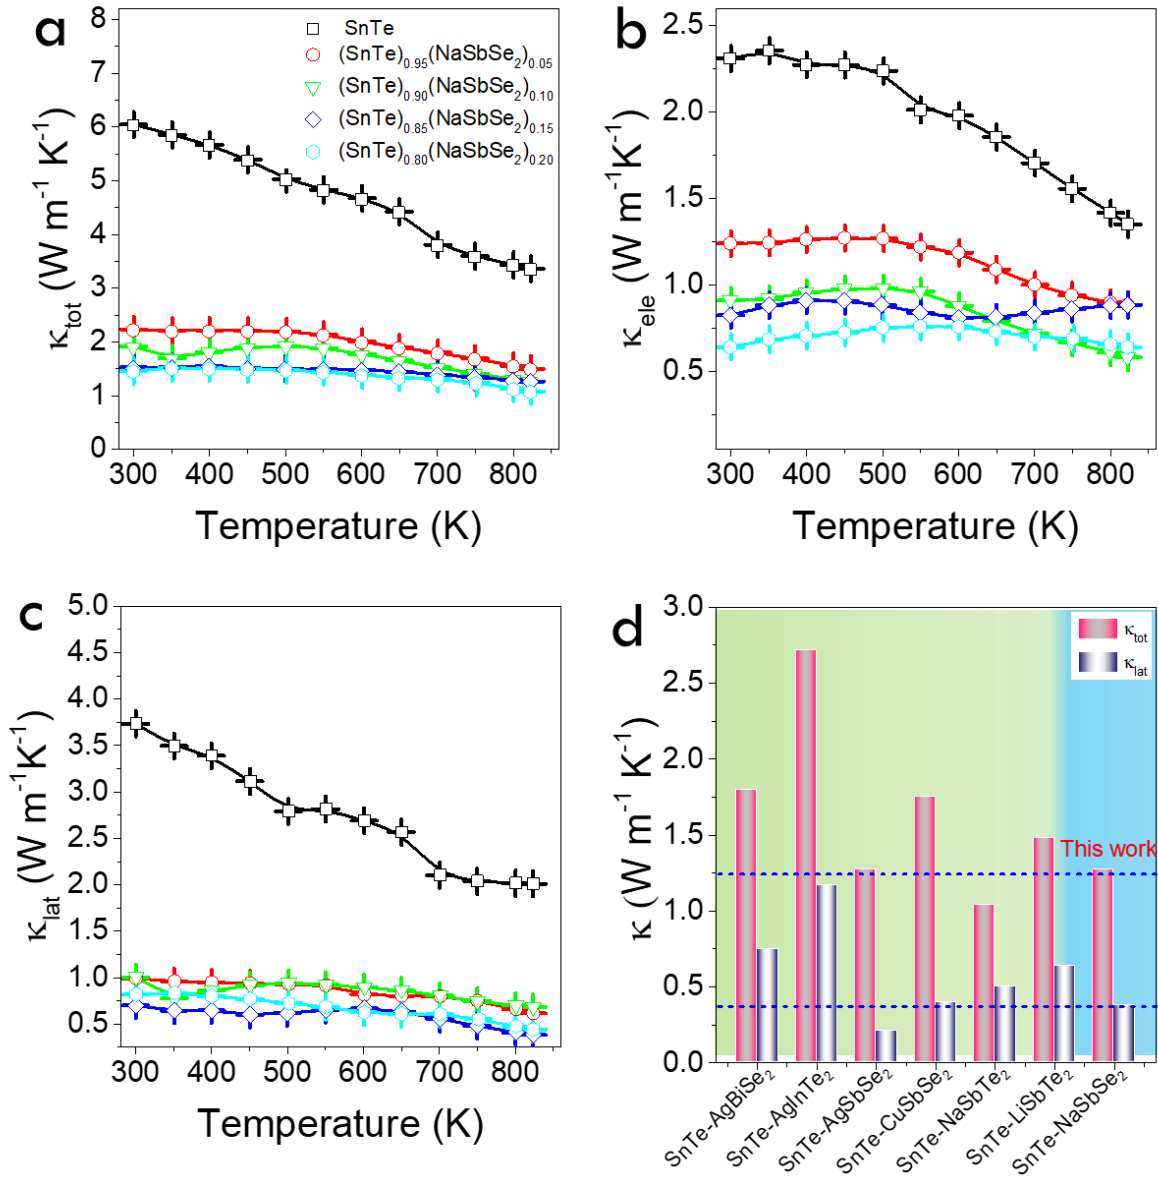 a
8
7
6
5
4
3
2
1
0
κtot (W m-1 K-1)
SnTe
(SnTe)0.95(NaSbSe2)0.05
(SnTe)0.90(NaSbSe2)0.10
(SnTe)0.85(NaSbSe2)0.15
(SnTe)0.80(NaSbSe2)0.20
300 400 500 600 700 800
Temperature (K)
b
2.5
2.0
1.5
1.0
0.5
κele (W m-1K-1)
300 400 500 600 700 800
Temperature (K)
c
5.0
4.5
4.0
3.5
3.0
2.5
2.0
1.5
1.0
0.5
κlat (W m-1K-1)
300 400 500 600 700 800
Temperature (K)
d
3.0
2.5
2.0
1.5
1.0
0.5
0.0
κ (W m-1 K-1)
κtot
κlat
This work
SnTe-AgBiSe2
SnTe-AgInTe2
SnTe-AgSbSe2
SnTe-CuSbSe2
SnTe-NaSbTe2
SnTe-LiSbTe2
SnTe-NaSbSe2